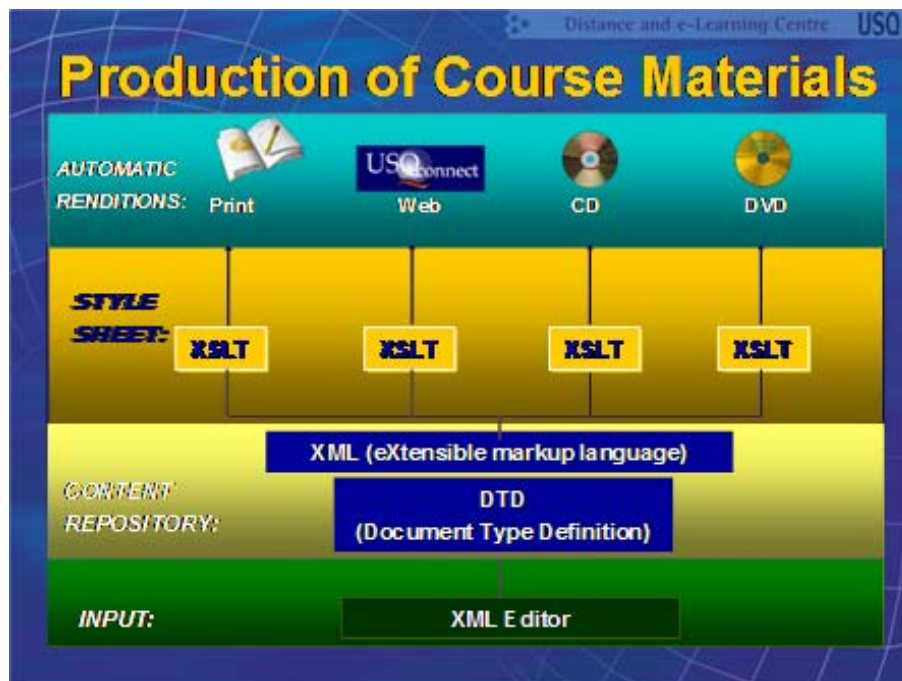 Distance and e-Learning Centre USQ
Production of Course Materials
AUTOMATIC
RENDITIONS:
USQConnect
Print Web CD DVD
STYLE
SHEET:
XSLT XSLT XSLT XSLT
XML (eXtensible markup language)
CONTENT
REPOSITORY:
DTD
(Document Type Definition)
INPUT: XML Editor